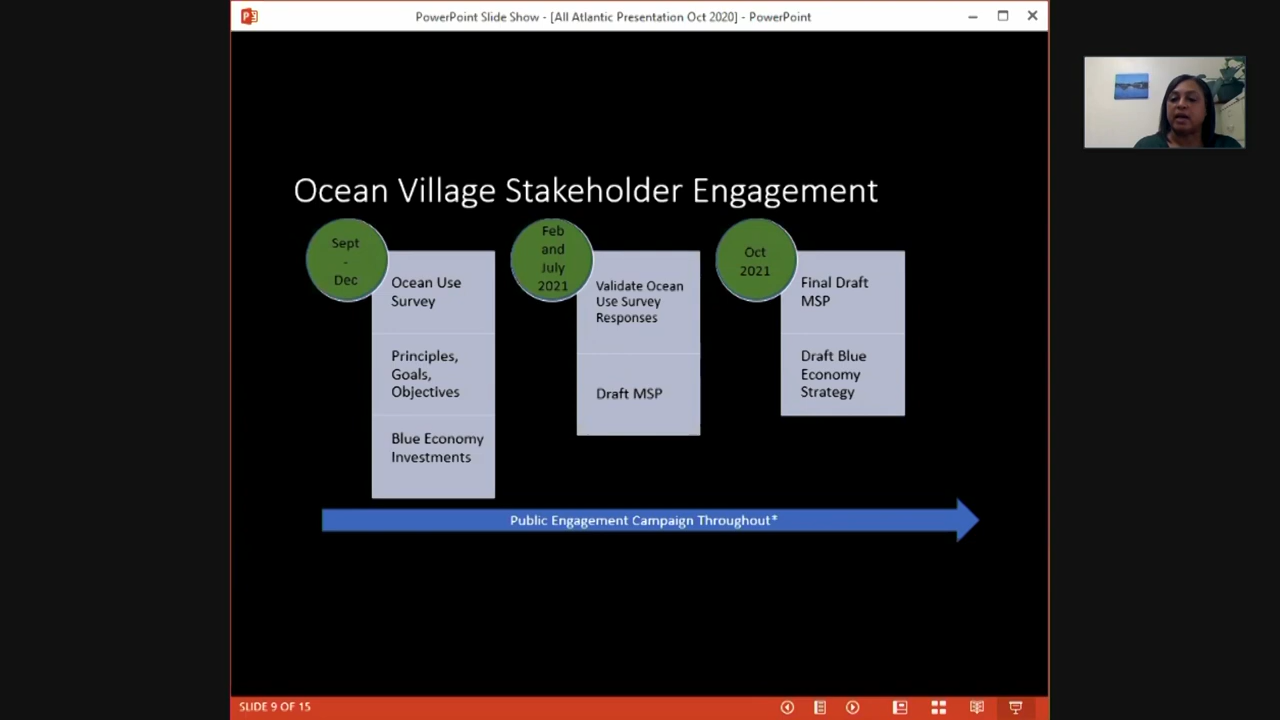 PowerPoint Slide Show - [All Atlantic Presentation Oct 2020] - PowerPoint
Ocean Village Stakeholder Engagement
Sept
-
Dec
Ocean Use
Survey
Principles,
Goals,
Objectives
Blue Economy
Investments
Feb
and
July
2021
Validate Ocean
Use Survey
Responses
Draft MSP
Oct
2021
Final Draft
MSP
Draft Blue
Economy
Strategy
Public Engagement Campaign Throughout*
SLIDE 9 OF 15